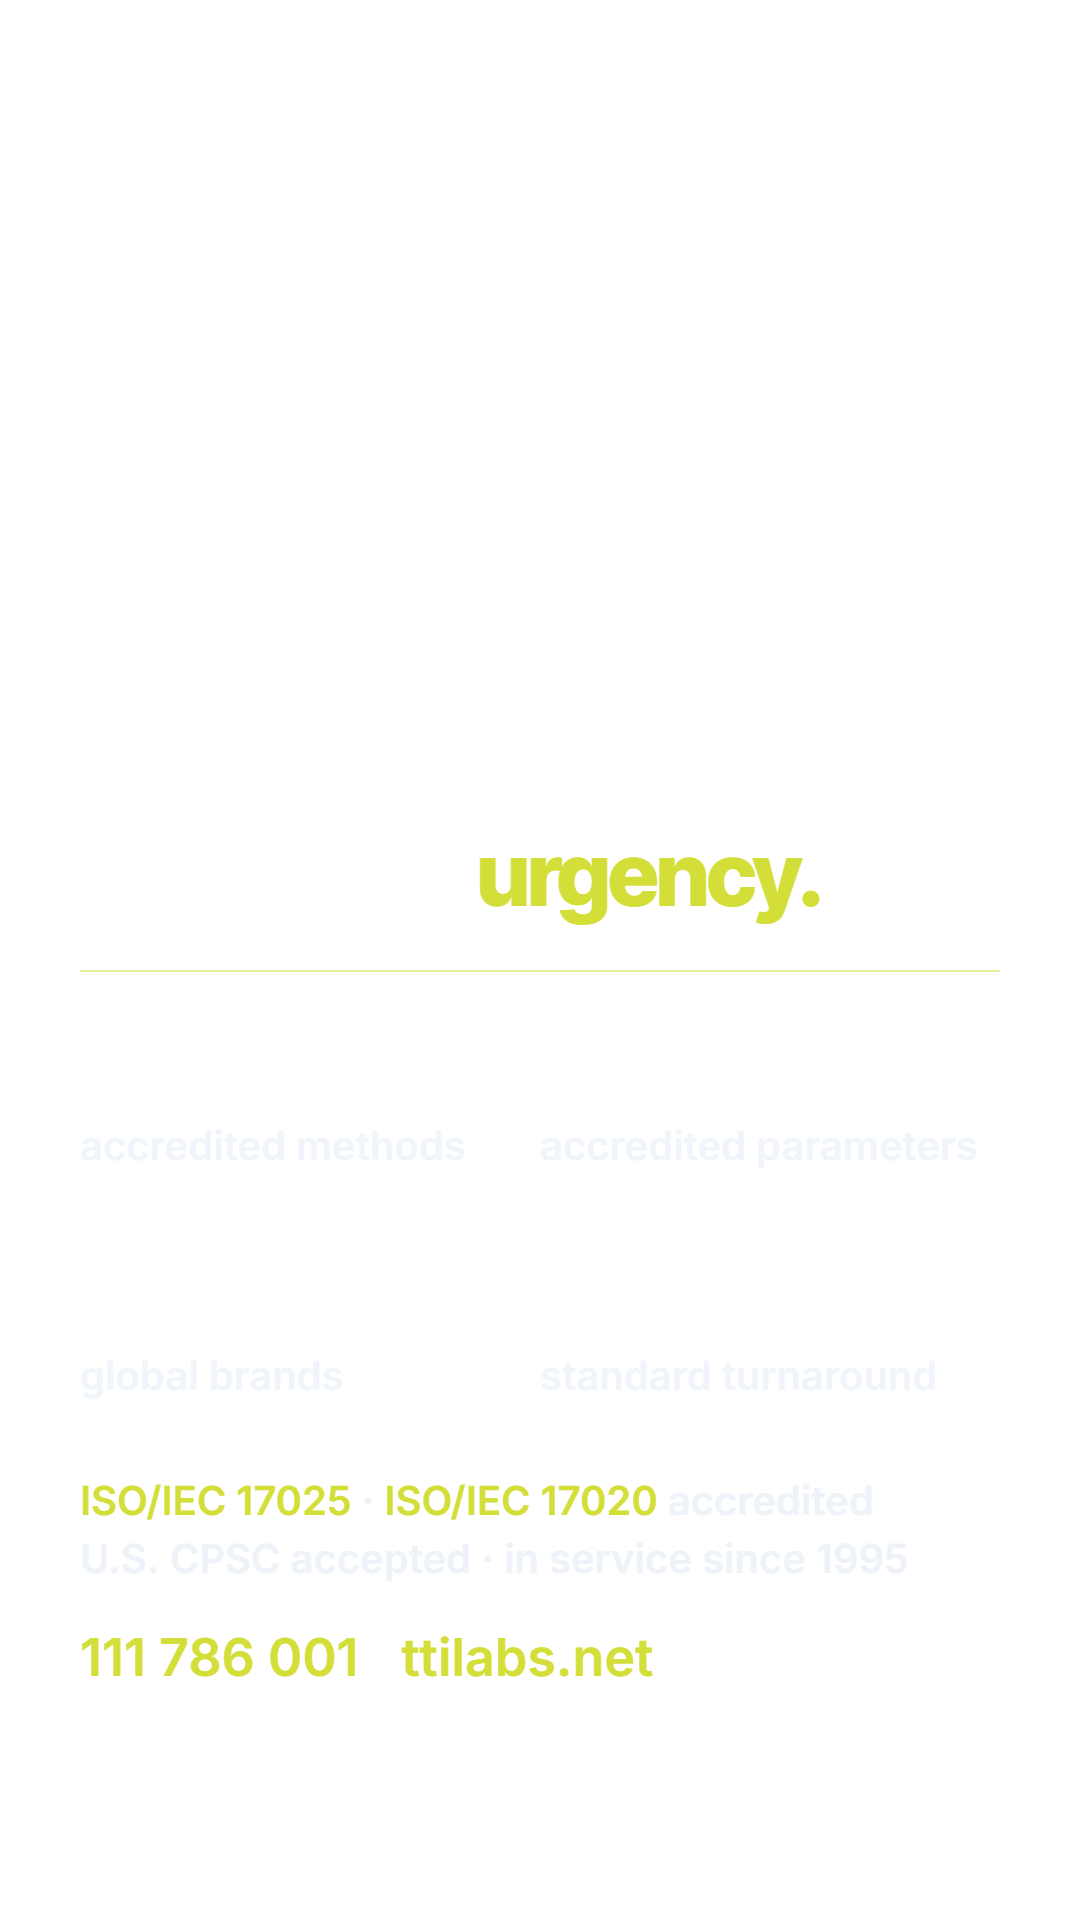 urgency.
accredited methods accredited parameters
global brands standard turnaround
ISO/IEC 17025 · ISO/IEC 17020 accredited
U.S. CPSC accepted · in service since 1995
111 786 001 ttilabs.net